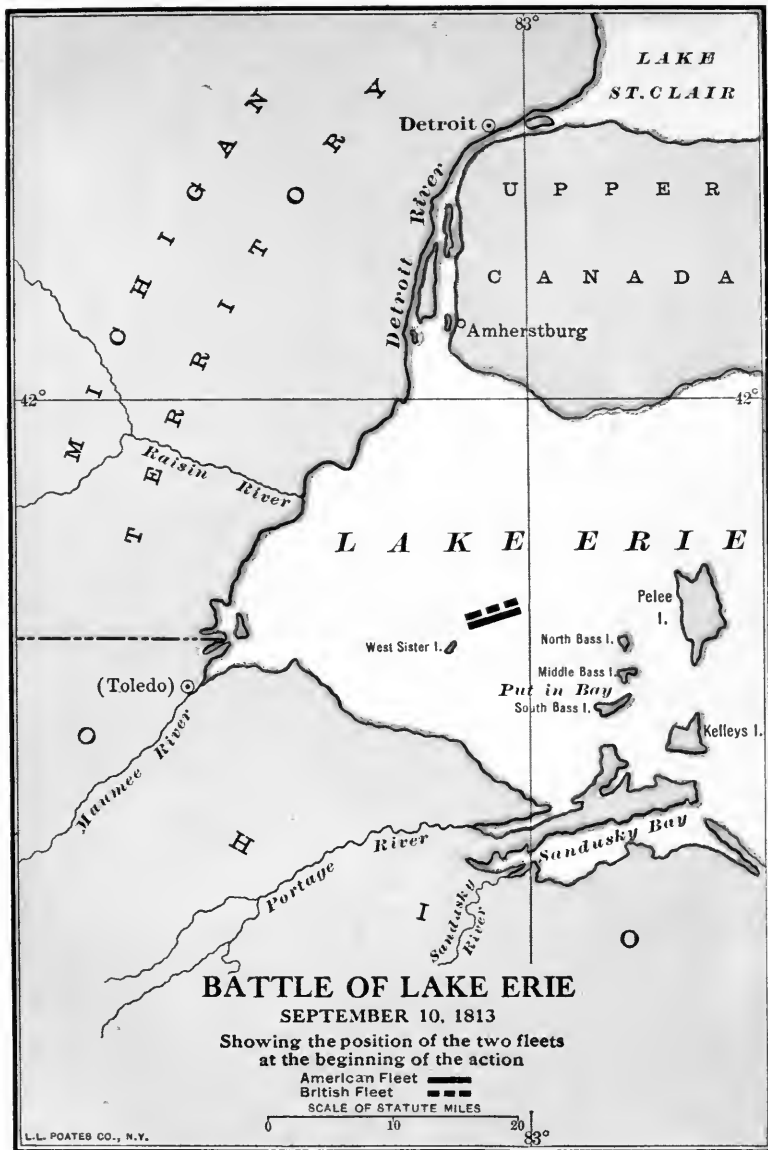 83°
LAKE
ST. CLAIR
Detroit
MICHIGAN
TERRITORY
UPPER
CANADA
Detroit River
Amherstburg
42°
42°
Raisin River
LAKE ERIE
Pelee
I.
West Sister I.
North Bass I.
Middle Bass I.
Put in Bay
South Bass I.
Kelleys I.
(Toledo)
Maumee River
OHIO
Portage River
Sandusky Bay
Sandusky
River
BATTLE OF LAKE ERIE
SEPTEMBER 10, 1813
Showing the position of the two fleets
at the beginning of the action
American Fleet
British Fleet
SCALE OF STATUTE MILES
0 10 20
83°
L.L. POATES CO., N.Y.